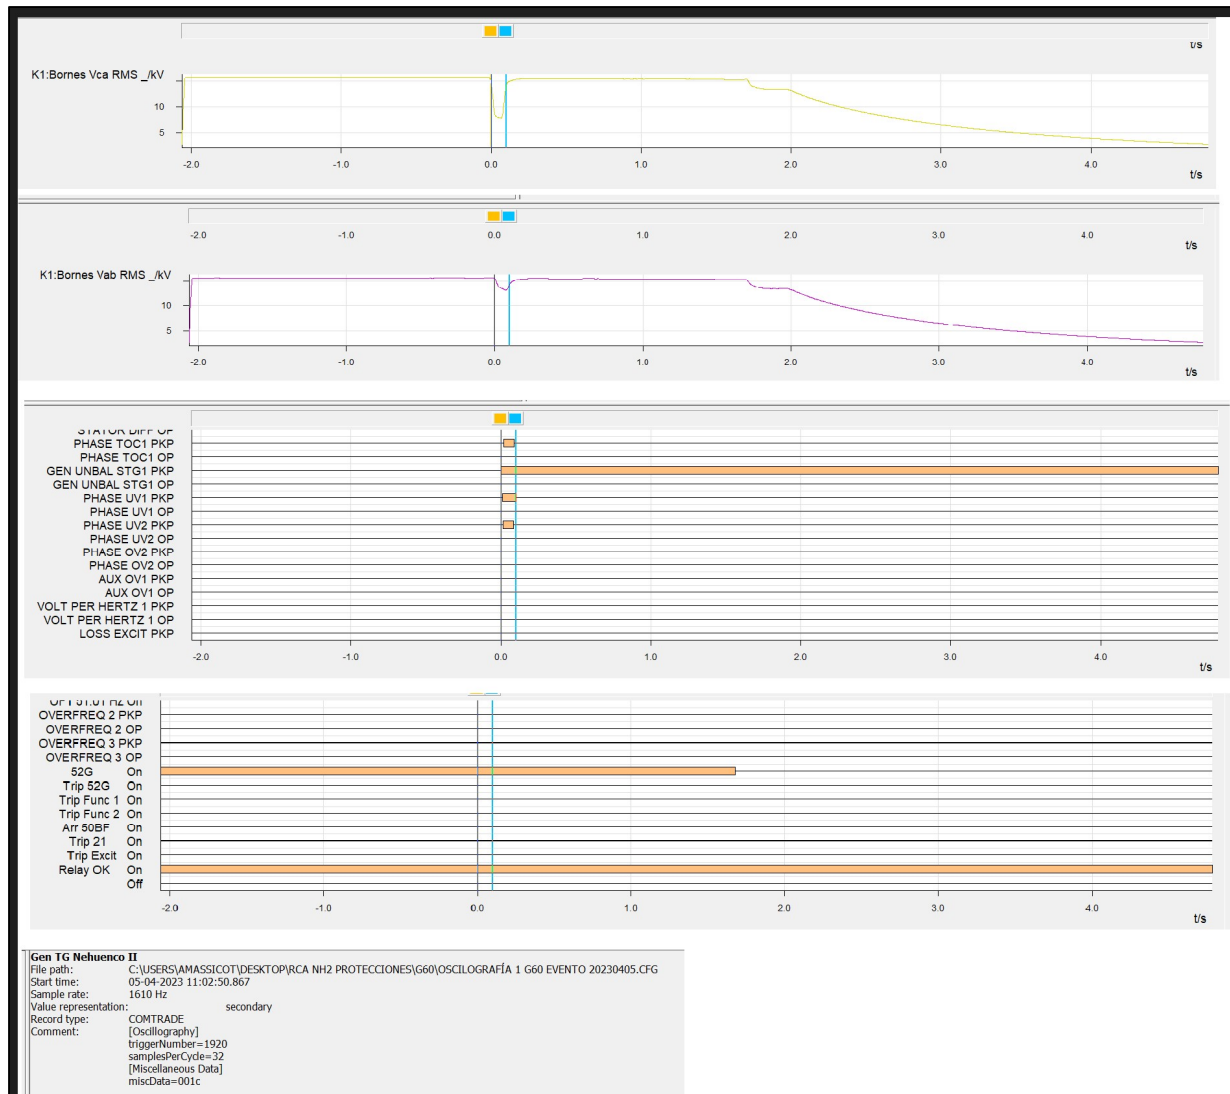 t/s
K1:Bornes Vca RMS _/kV
10
5
-2.0 -1.0 0.0 1.0 2.0 3.0 4.0
t/s
-2.0 -1.0 0.0 1.0 2.0 3.0 4.0
t/s
K1:Bornes Vab RMS _/kV
10
5
-2.0 -1.0 0.0 1.0 2.0 3.0 4.0
t/s
STATOR DIFF OP
PHASE TOC1 PKP
PHASE TOC1 OP
GEN UNBAL STG1 PKP
GEN UNBAL STG1 OP
PHASE UV1 PKP
PHASE UV1 OP
PHASE UV2 PKP
PHASE UV2 OP
PHASE OV2 PKP
PHASE OV2 OP
AUX OV1 PKP
AUX OV1 OP
VOLT PER HERTZ 1 PKP
VOLT PER HERTZ 1 OP
LOSS EXCIT PKP
-2.0 -1.0 0.0 1.0 2.0 3.0 4.0
t/s
51.01 HZ On
OVERFREQ 2 PKP
OVERFREQ 2 OP
OVERFREQ 3 PKP
OVERFREQ 3 OP
52G On
Trip 52G On
Trip Func 1 On
Trip Func 2 On
Arr 50BF On
Trip 21 On
Trip Excit On
Relay OK On
Off
-2.0 -1.0 0.0 1.0 2.0 3.0 4.0
t/s
Gen TG Nehuenco II
File path: C:\USERS\AMASSICOT\DESKTOP\RCA NH2 PROTECCIONES\G60\OSCILOGRAFÍA 1 G60 EVENTO 20230405.CFG
Start time: 05-04-2023 11:02:50.867
Sample rate: 1610 Hz
Value representation: secondary
Record type: COMTRADE
Comment: [Oscillography]
triggerNumber=1920
samplesPerCycle=32
[Miscellaneous Data]
miscData=001c